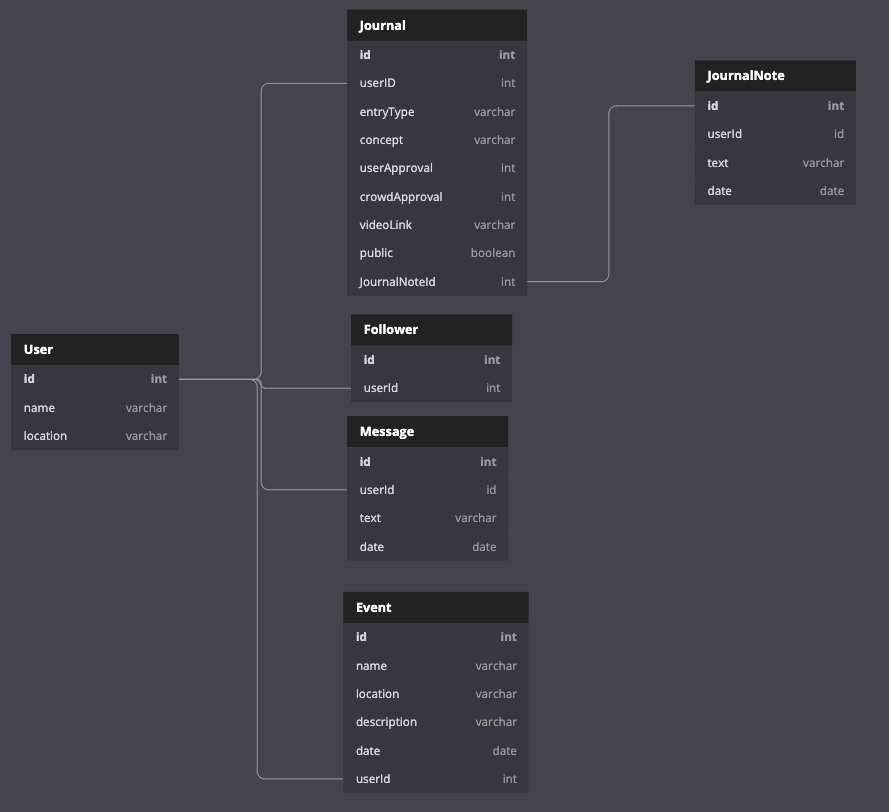 Journal
id int
userID int
entryType varchar
concept varchar
userApproval int
crowdApproval int
videoLink varchar
public boolean
JournalNoteId int
JournalNote
id int
userId id
text varchar
date date
User
id int
name varchar
location varchar
Follower
id int
userId int
Message
id int
userId id
text varchar
date date
Event
id int
name varchar
location varchar
description varchar
date date
userId int